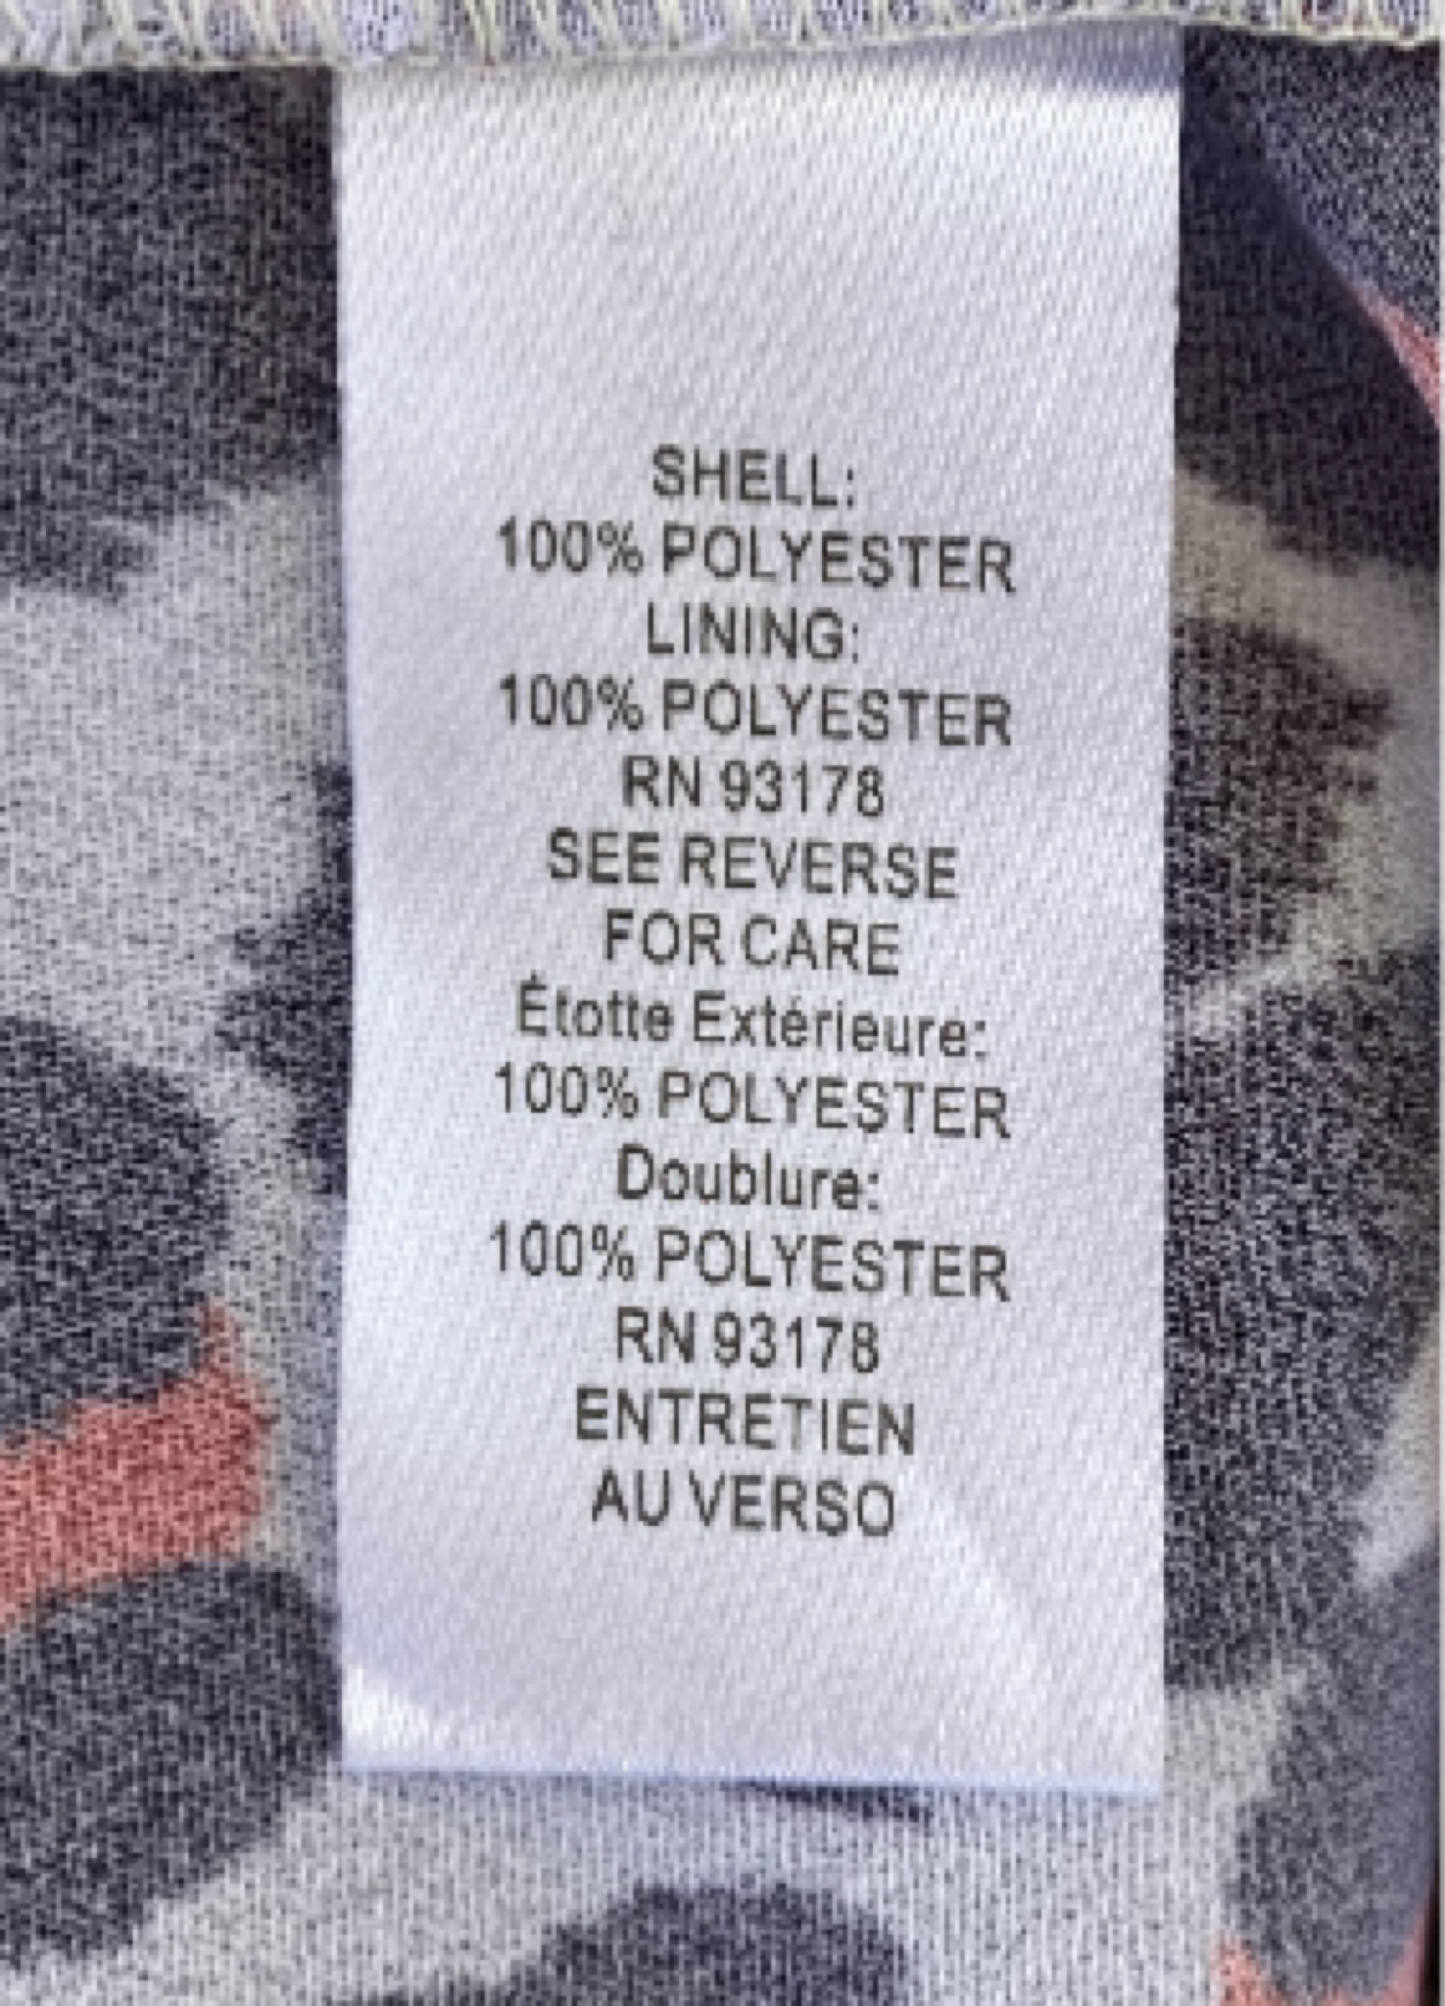 SHELL:
100% POLYESTER
LINING:
100% POLYESTER
RN 93178
SEE REVERSE
FOR CARE
Étotte Extérieure:
100% POLYESTER
Doublure:
100% POLYESTER
RN 93178
ENTRETIEN
AU VERSO